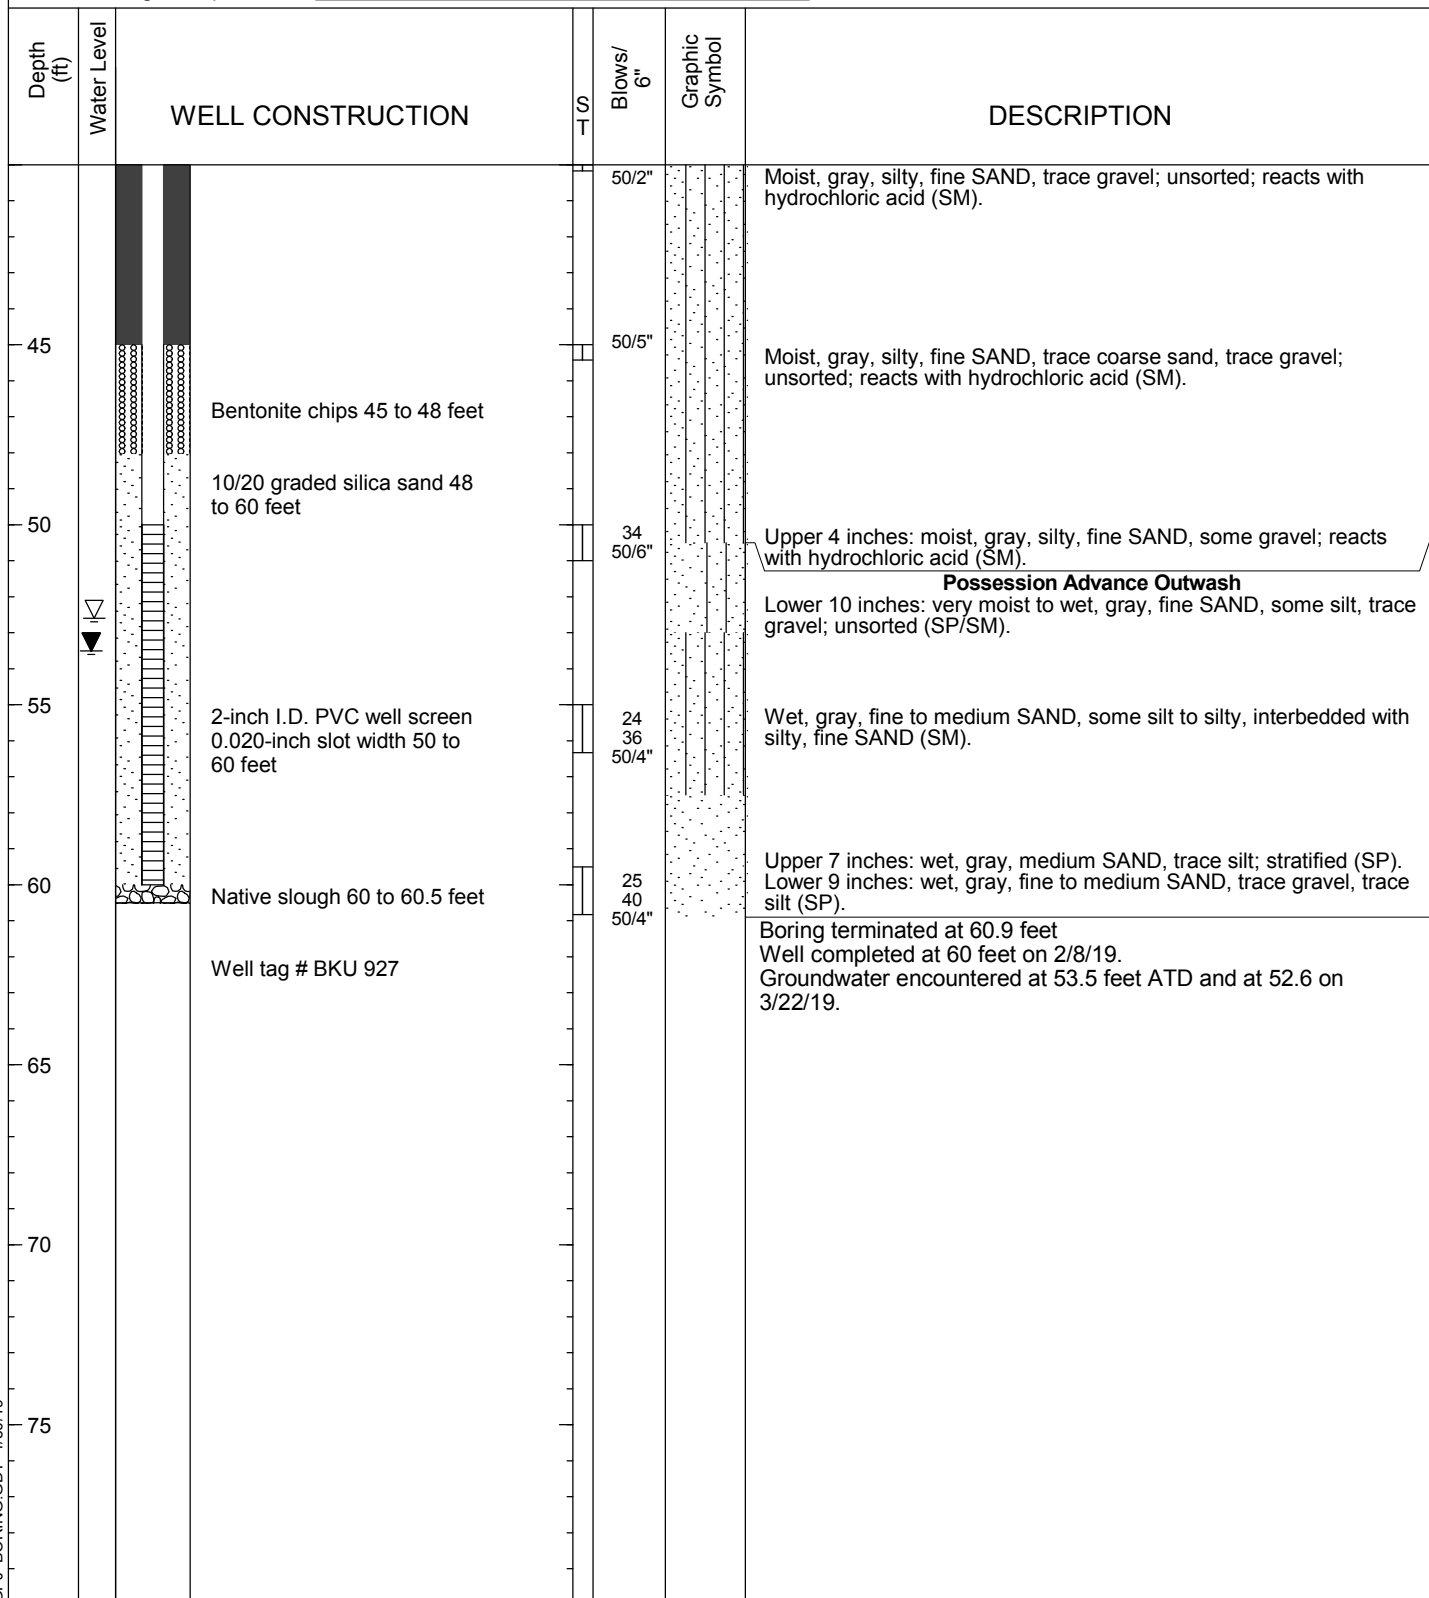 Depth
(ft)
Water Level
WELL CONSTRUCTION
S
T
Blows/
6"
Graphic
Symbol
DESCRIPTION
50/2"
Moist, gray, silty, fine SAND, trace gravel; unsorted; reacts with
hydrochloric acid (SM).
45
50/5"
Moist, gray, silty, fine SAND, trace coarse sand, trace gravel;
unsorted; reacts with hydrochloric acid (SM).
Bentonite chips 45 to 48 feet
10/20 graded silica sand 48
to 60 feet
50
34
50/6"
Upper 4 inches: moist, gray, silty, fine SAND, some gravel; reacts
with hydrochloric acid (SM).
Possession Advance Outwash
Lower 10 inches: very moist to wet, gray, fine SAND, some silt, trace
gravel; unsorted (SP/SM).
55
2-inch I.D. PVC well screen
0.020-inch slot width 50 to
60 feet
24
36
50/4"
Wet, gray, fine to medium SAND, some silt to silty, interbedded with
silty, fine SAND (SM).
60
Native slough 60 to 60.5 feet
25
40
50/4"
Upper 7 inches: wet, gray, medium SAND, trace silt; stratified (SP).
Lower 9 inches: wet, gray, fine to medium SAND, trace gravel, trace
silt (SP).
Well tag # BKU 927
Boring terminated at 60.9 feet
Well completed at 60 feet on 2/8/19.
Groundwater encountered at 53.5 feet ATD and at 52.6 on
3/22/19.
65
70
75